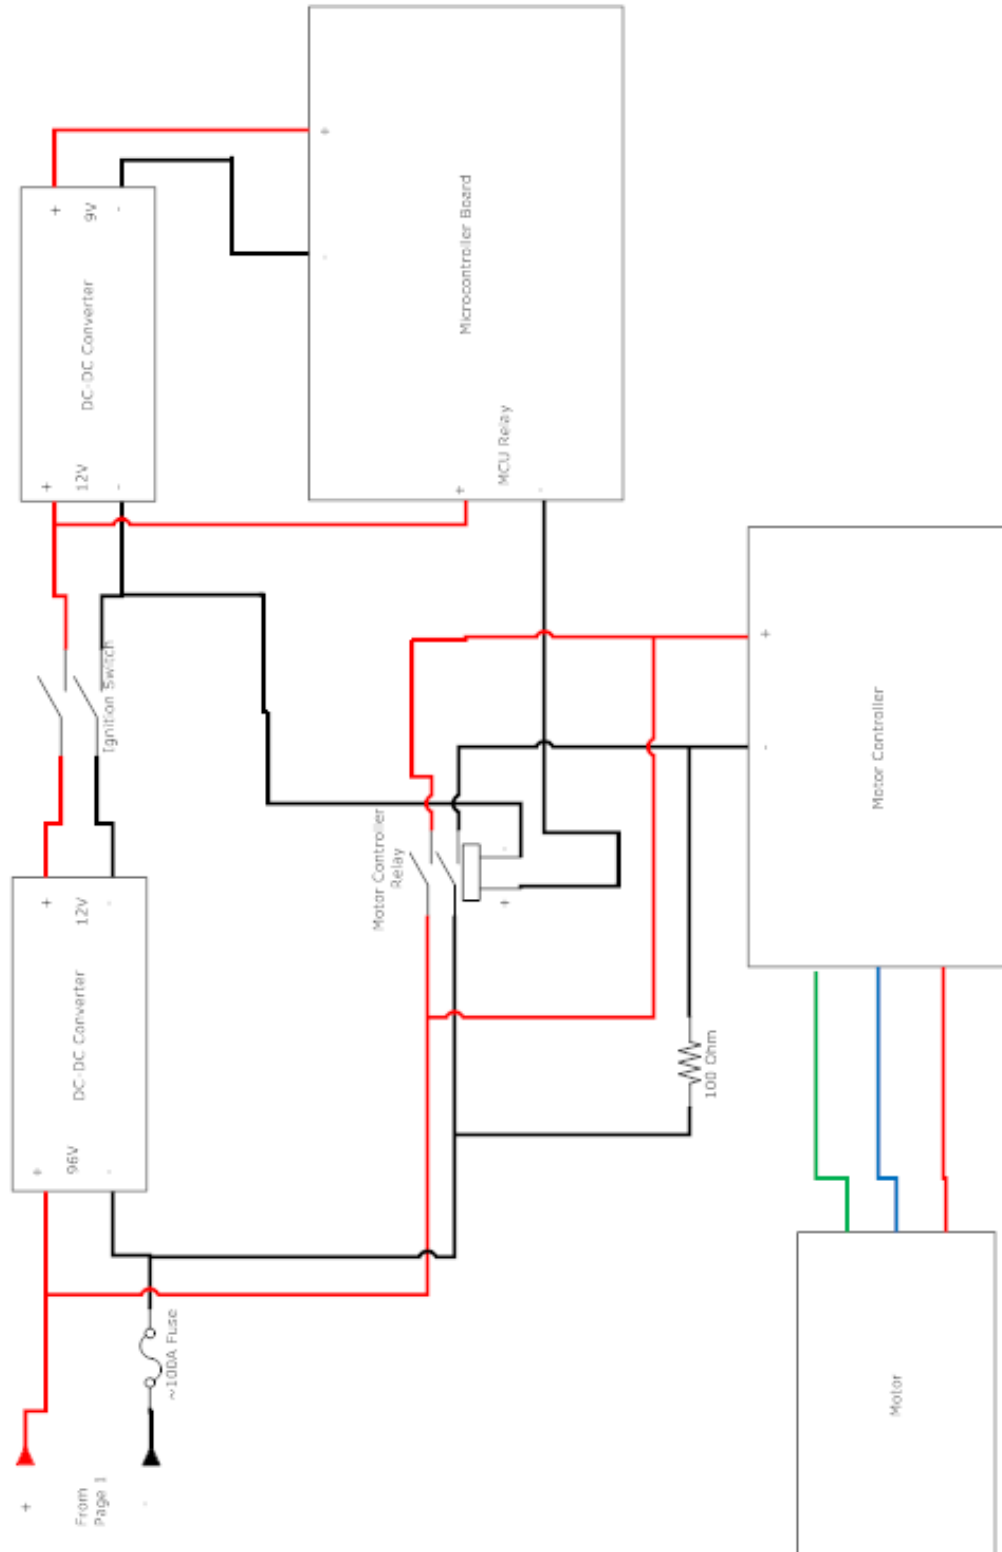 +
From
Page 1
-
~100A Fuse
+
96V
-
DC-DC Converter
+
12V
-
Ignition Switch
+
12V
-
DC-DC Converter
+
9V
-
+
-
Microcontroller Board
+
MCU Relay
-
Motor Controller
Relay
+
-
100 Ohm
+
-
Motor Controller
Motor